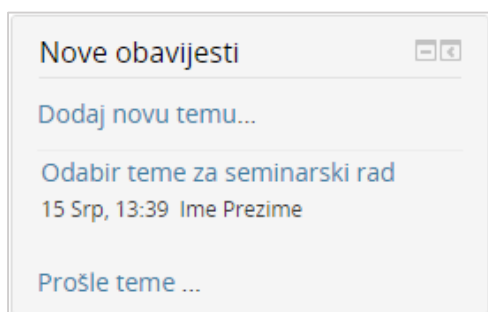 Nove obavijesti
Dodaj novu temu...
Odabir teme za seminarski rad
15 Srp, 13:39 Ime Prezime
Prošle teme ...